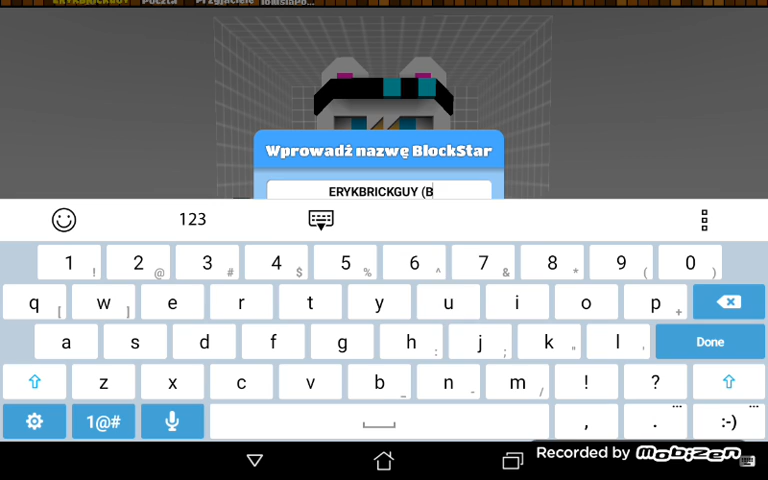 ERYKBRICKGUY Poczta Przyjaciele
Wprowadź nazwę BlockStar
ERYKBRICKGUY (B
123
1 ! 2 @ 3 # 4 $ 5 % 6 ^ 7 & 8 * 9 ( 0 )
q [ w ] e r t y u i o p +
a s d f g h : j ; k " l ' Done
z x c v b _ n - m / ! ?
1@# , . ... :-) ...
Recorded by Mobizen